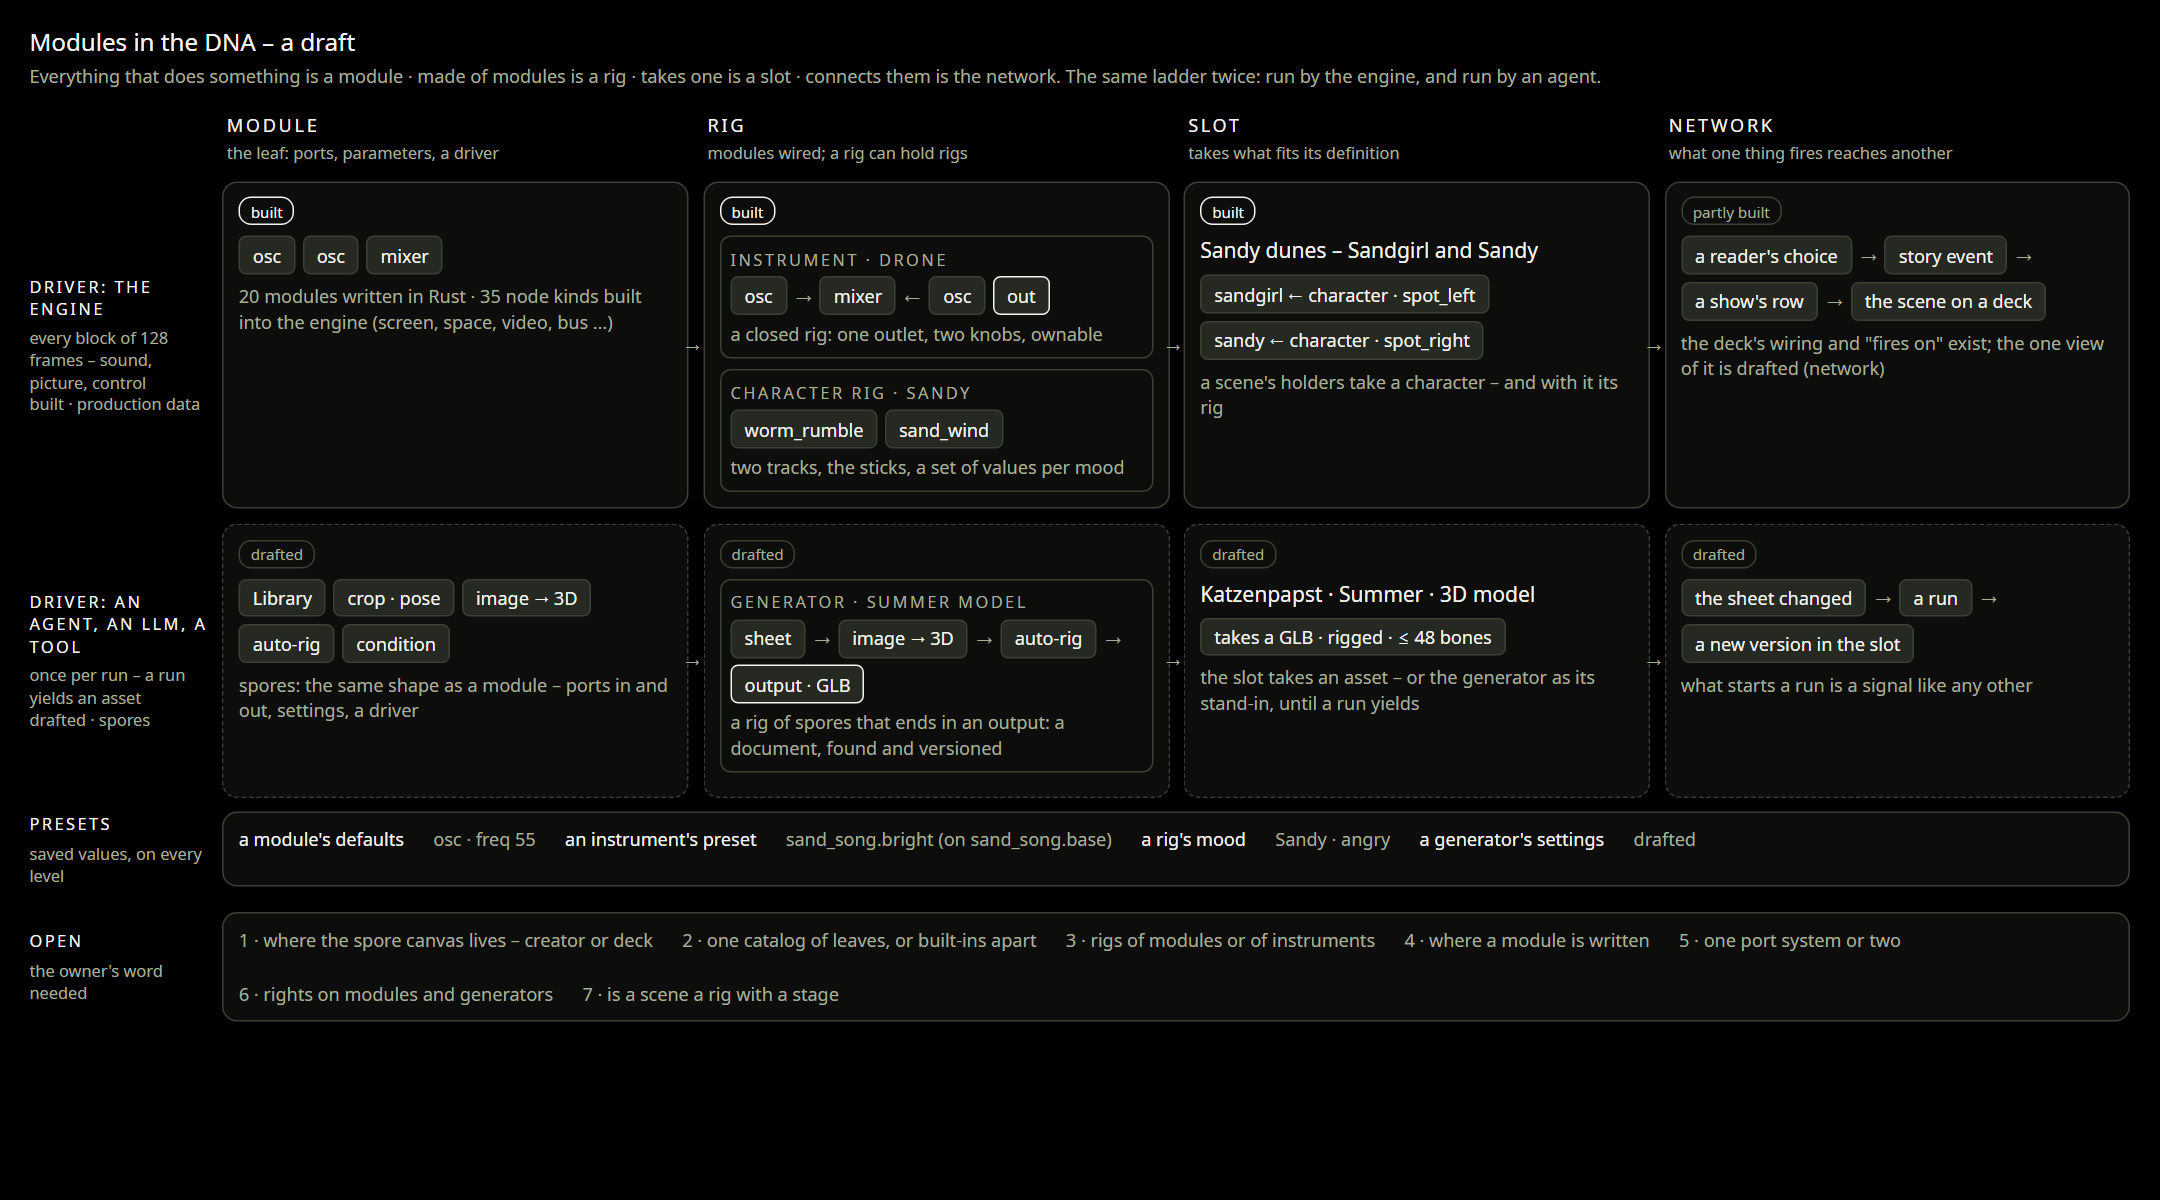 Modules in the DNA – a draft
Everything that does something is a module · made of modules is a rig · takes one is a slot · connects them is the network. The same ladder twice: run by the engine, and run by an agent.
MODULE
the leaf: ports, parameters, a driver
RIG
modules wired; a rig can hold rigs
SLOT
takes what fits its definition
NETWORK
what one thing fires reaches another
DRIVER: THE
ENGINE
every block of 128
frames – sound,
picture, control
built · production data
built
osc osc mixer
20 modules written in Rust · 35 node kinds built
into the engine (screen, space, video, bus ...)
→
built
INSTRUMENT · DRONE
osc → mixer ← osc out
a closed rig: one outlet, two knobs, ownable
CHARACTER RIG · SANDY
worm_rumble sand_wind
two tracks, the sticks, a set of values per mood
→
built
Sandy dunes – Sandgirl and Sandy
sandgirl ← character · spot_left
sandy ← character · spot_right
a scene's holders take a character – and with it its
rig
→
partly built
a reader's choice → story event →
a show's row → the scene on a deck
the deck's wiring and "fires on" exist; the one view
of it is drafted (network)
DRIVER: AN
AGENT, AN LLM, A
TOOL
once per run – a run
yields an asset
drafted · spores
drafted
Library crop · pose image → 3D
auto-rig condition
spores: the same shape as a module – ports in and
out, settings, a driver
→
drafted
GENERATOR · SUMMER MODEL
sheet → image → 3D → auto-rig →
output · GLB
a rig of spores that ends in an output: a
document, found and versioned
→
drafted
Katzenpapst · Summer · 3D model
takes a GLB · rigged · ≤ 48 bones
the slot takes an asset – or the generator as its
stand-in, until a run yields
→
drafted
the sheet changed → a run →
a new version in the slot
what starts a run is a signal like any other
PRESETS
saved values, on every
level
a module's defaults osc · freq 55 an instrument's preset sand_song.bright (on sand_song.base) a rig's mood Sandy · angry a generator's settings drafted
OPEN
the owner's word
needed
1 · where the spore canvas lives – creator or deck 2 · one catalog of leaves, or built-ins apart 3 · rigs of modules or of instruments 4 · where a module is written 5 · one port system or two
6 · rights on modules and generators 7 · is a scene a rig with a stage